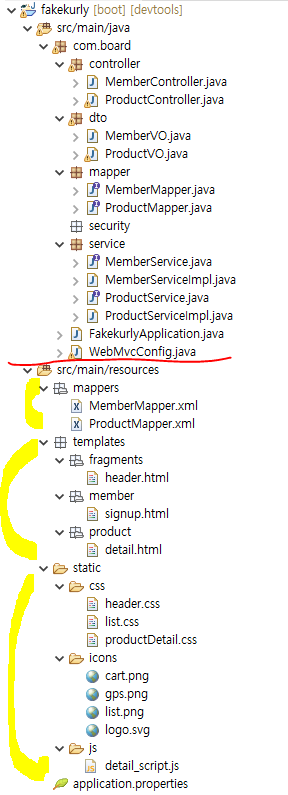 fakekurly [boot] [devtools]
src/main/java
com.board
controller
MemberController.java
ProductController.java
dto
MemberVO.java
ProductVO.java
mapper
MemberMapper.java
ProductMapper.java
security
service
MemberService.java
MemberServiceImpl.java
ProductService.java
ProductServiceImpl.java
FakekurlyApplication.java
WebMvcConfig.java
src/main/resources
mappers
MemberMapper.xml
ProductMapper.xml
templates
fragments
header.html
member
signup.html
product
detail.html
static
css
header.css
list.css
productDetail.css
icons
cart.png
gps.png
list.png
logo.svg
js
detail_script.js
application.properties